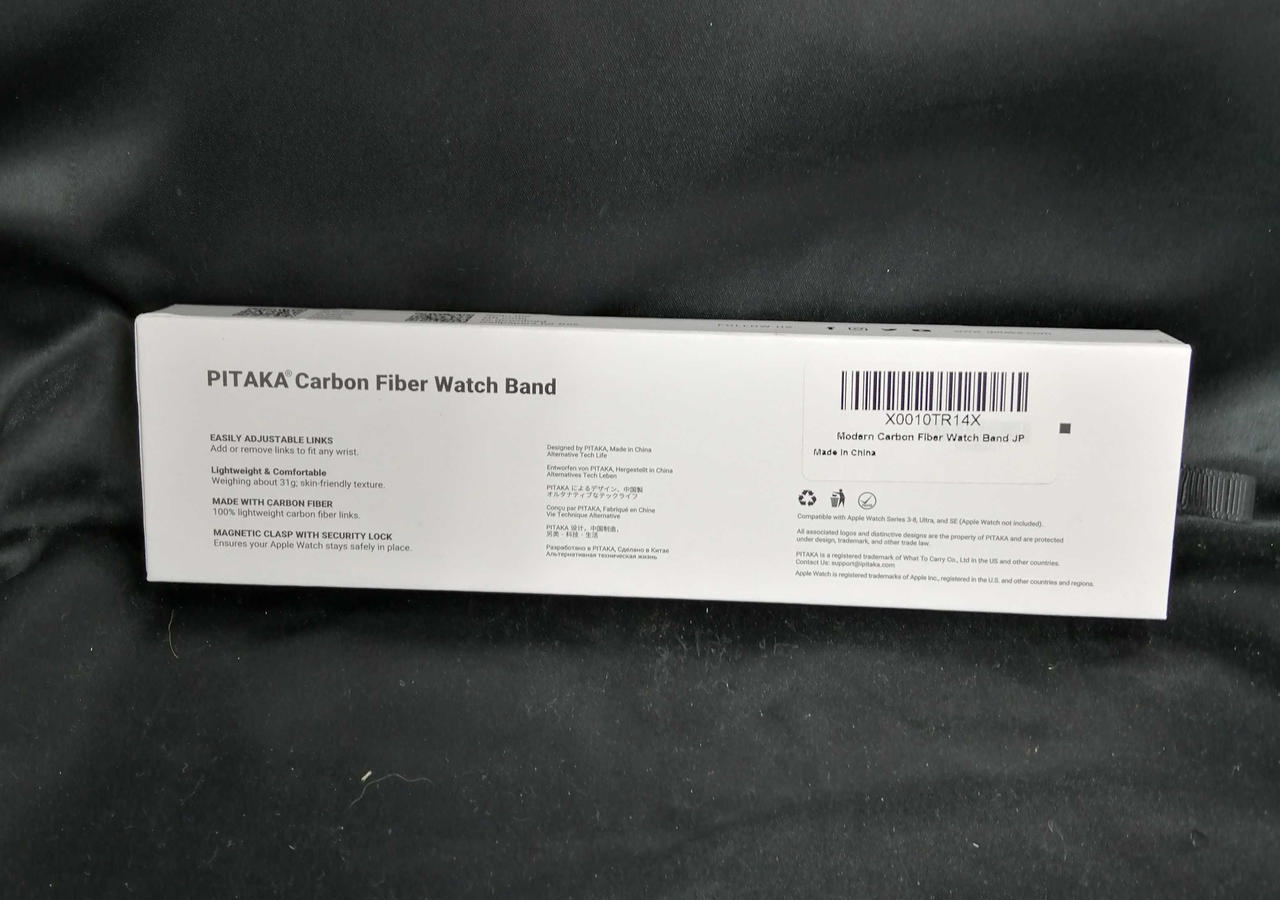 FOLLOW US
PITAKA® Carbon Fiber Watch Band
EASILY ADJUSTABLE LINKS
Add or remove links to fit any wrist.
Lightweight & Comfortable
Weighing about 31g; skin-friendly texture.
MADE WITH CARBON FIBER
100% lightweight carbon fiber links.
MAGNETIC CLASP WITH SECURITY LOCK
Ensures your Apple Watch stays safely in place.
Designed by PITAKA, Made in China
Alternative Tech Life
Entworfen von PITAKA, Hergestellt in China
Alternatives Tech Leben
PITAKA によるデザイン、中国製
オルタナティブなテックライフ
Conçu par PITAKA, Fabriqué en Chine
Vie Technique Alternative
PITAKA 设计，中国制造，
另类·科技·生活
Разработано в PITAKA, Сделано в Китае
Альтернативная техническая жизнь
X0010TR14X
Modern Carbon Fiber Watch Band JP
Made in China
Compatible with Apple Watch Series 3-8, Ultra, and SE (Apple Watch not included).
All associated logos and distinctive designs are the property of PITAKA and are protected
under design, trademark, and other trade law.
PITAKA is a registered trademark of What To Carry Co., Ltd in the US and other countries.
Contact Us: support@ipitaka.com
Apple Watch is registered trademarks of Apple Inc., registered in the U.S. and other countries and regions.